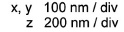 x, y 100 nm / div
z 200 nm / div